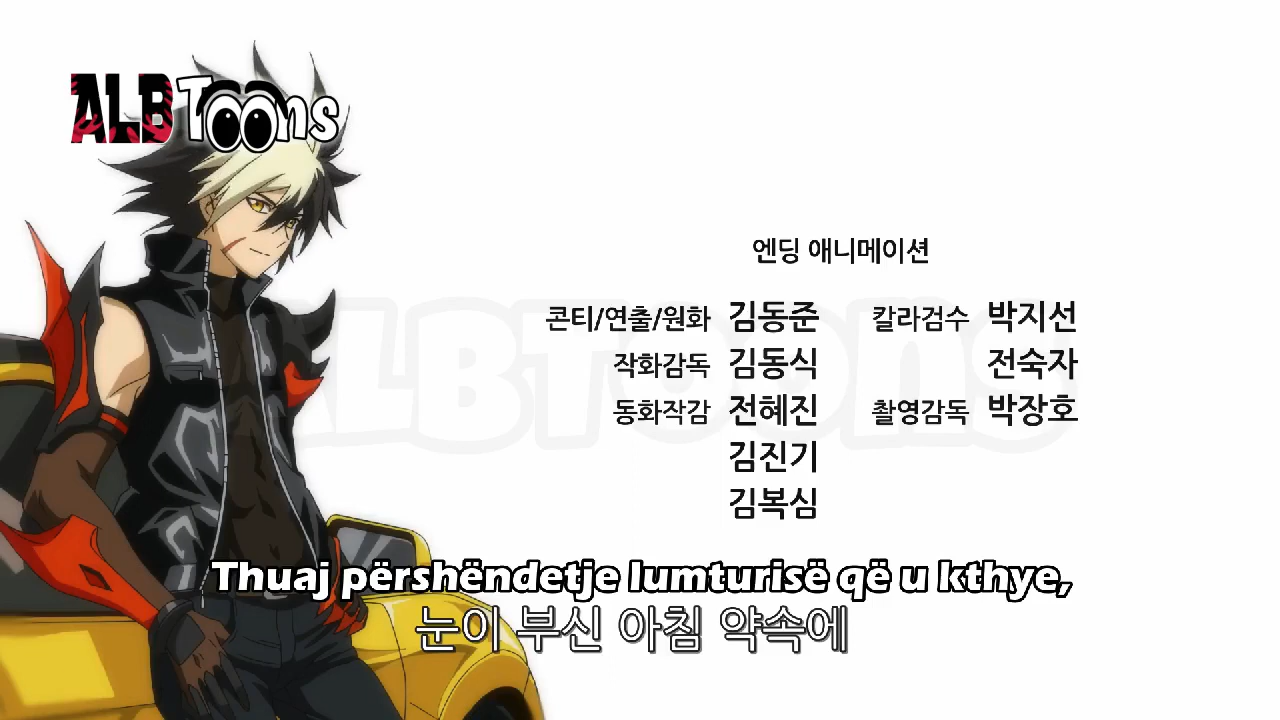 ALBToons
엔딩 애니메이션
콘티/연출/원화 김동준 칼라검수 박지선
작화감독 김동식 전숙자
동화작감 전혜진 촬영감독 박장호
김진기
김복심
ALBToons
Thuaj përshëndetje lumturisë që u kthye,
눈이 부신 아침 약속에